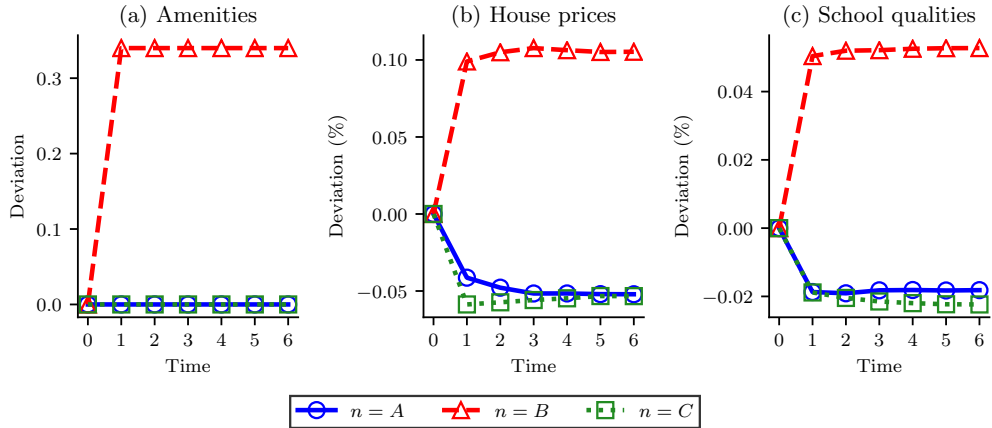 (a) Amenities
Deviation
0.3
0.2
0.1
0.0
0 1 2 3 4 5 6
Time
(b) House prices
Deviation (%)
0.10
0.05
0.00
−0.05
0 1 2 3 4 5 6
Time
(c) School qualities
Deviation (%)
0.04
0.02
0.00
−0.02
0 1 2 3 4 5 6
Time
n = A n = B n = C